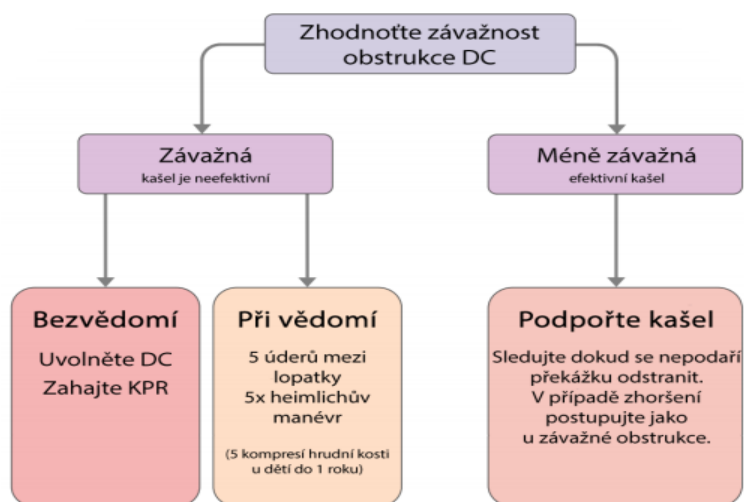 Zhodnoťte závažnost
obstrukce DC
Závažná
kašel je neefektivní
Méně závažná
efektivní kašel
Bezvědomí
Uvolněte DC
Zahajte KPR
Při vědomí
5 úderů mezi
lopatky
5x heimlichův
manévr
(5 kompresí hrudní kosti
u dětí do 1 roku)
Podpořte kašel
Sledujte dokud se nepodaří
překážku odstranit.
V případě zhoršení
postupujte jako
u závažné obstrukce.